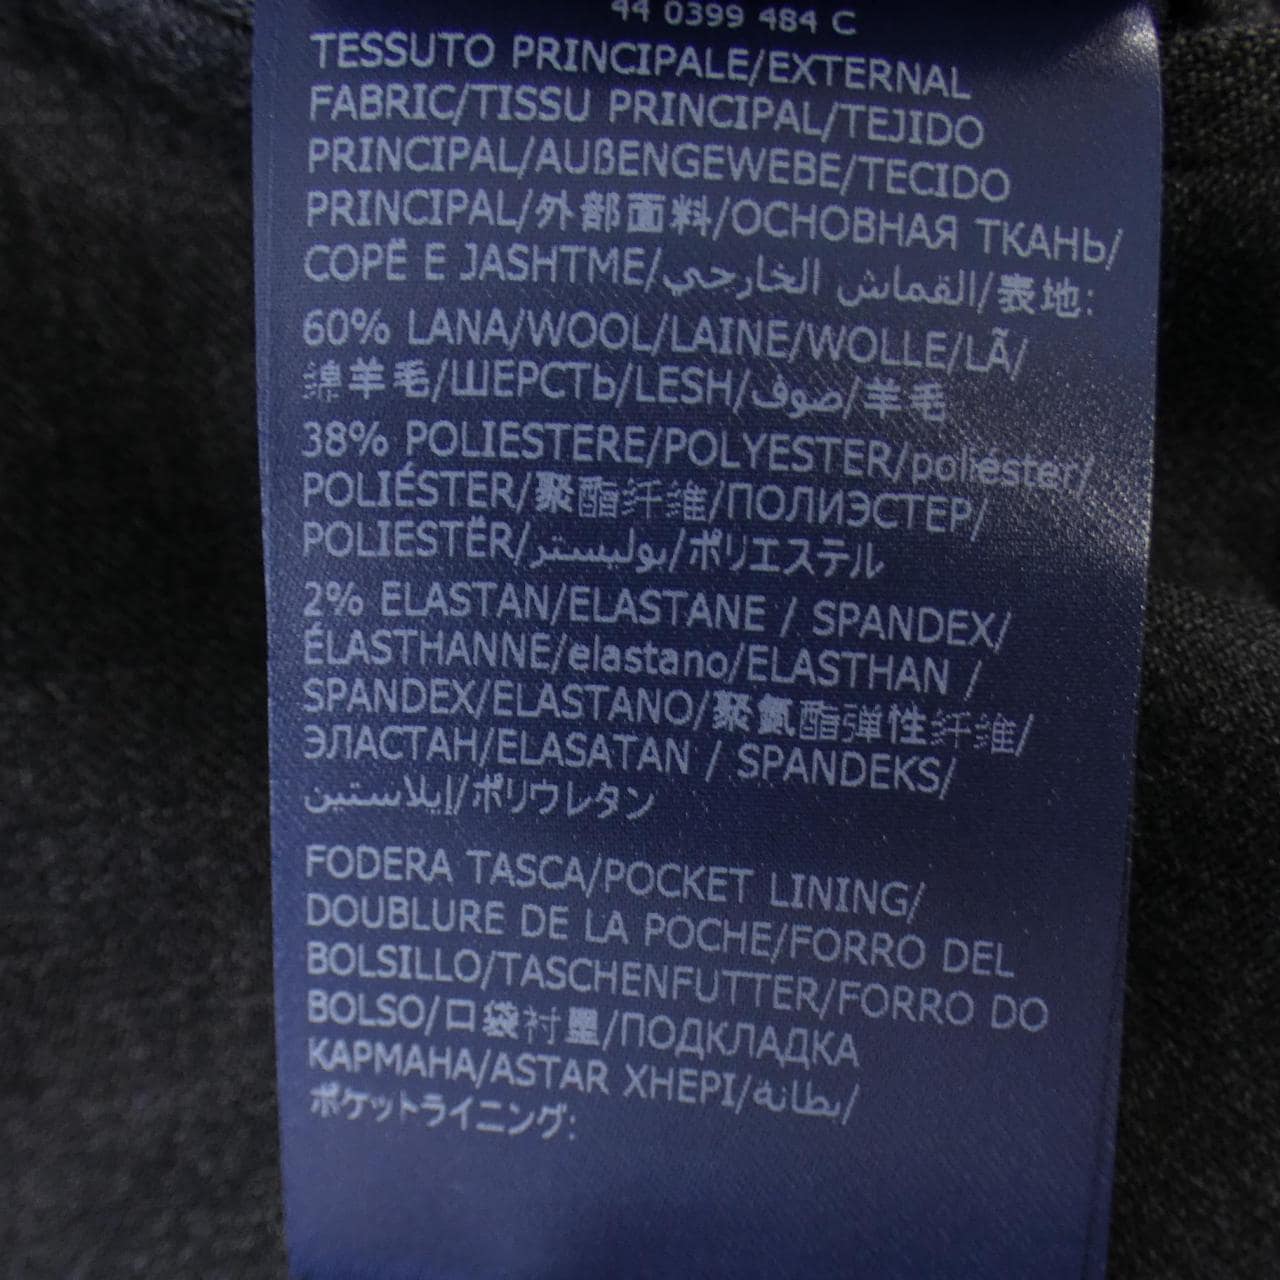 44 0399 484 C
TESSUTO PRINCIPALE/EXTERNAL
FABRIC/TISSU PRINCIPAL/TEJIDO
PRINCIPAL/AUßENGEWEBE/TECIDO
PRINCIPAL/外部面料/ОСНОВНАЯ ТКАНЬ/
COPË E JASHTME/القماش الخارجي/表地:
60% LANA/WOOL/LAINE/WOLLE/LÃ/
绵羊毛/ШЕРСТЬ/LESH/صوف/羊毛
38% POLIESTERE/POLYESTER/poliéster/
POLIÉSTER/聚酯纤维/ПОЛИЭСТЕР/
POLIESTËR/بوليستر/ポリエステル
2% ELASTAN/ELASTANE / SPANDEX/
ÉLASTHANNE/elastano/ELASTHAN /
SPANDEX/ELASTANO/聚氨酯弹性纤维/
ЭЛАСТАН/ELASATAN / SPANDEKS/
إيلاستين/ポリウレタン
FODERA TASCA/POCKET LINING/
DOUBLURE DE LA POCHE/FORRO DEL
BOLSILLO/TASCHENFUTTER/FORRO DO
BOLSO/口袋衬里/ПОДКЛАДКА
КАРМАНА/ASTAR XHEPI/بطانة/
ポケットライニング: